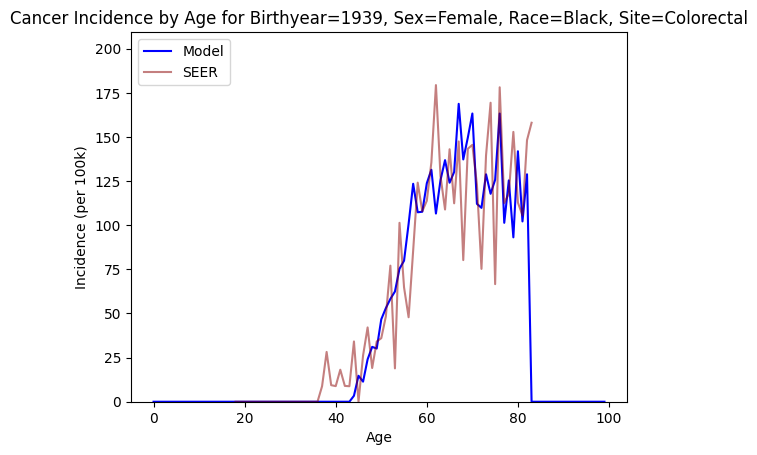 Cancer Incidence by Age for Birthyear=1939, Sex=Female, Race=Black, Site=Colorectal
Model
SEER
200
175
150
125
100
75
50
25
0
Incidence (per 100k)
0 20 40 60 80 100
Age